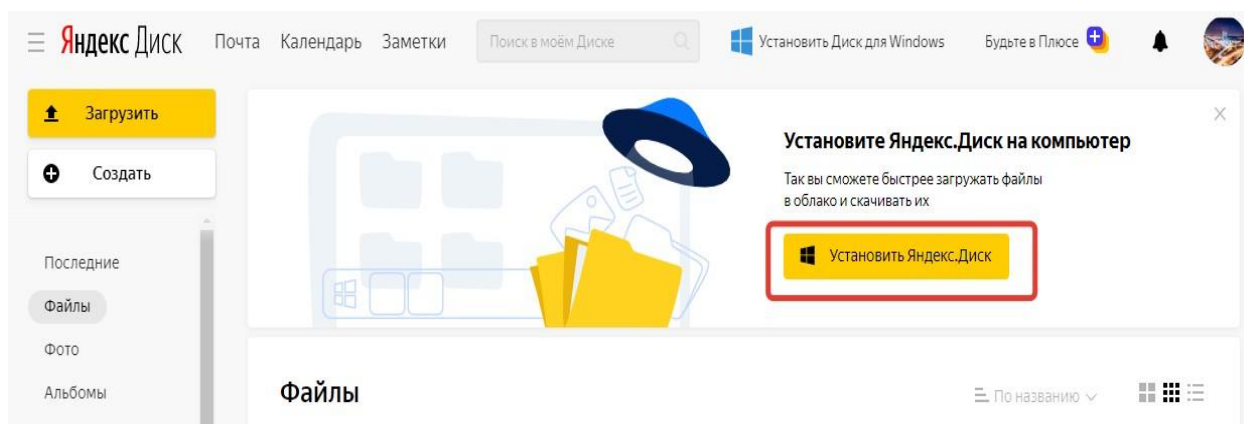 Яндекс Диск Почта Календарь Заметки Поиск в моём Диске Установить Диск для Windows Будьте в Плюсе
Загрузить
Создать
Последние
Файлы
Фото
Альбомы
Установите Яндекс.Диск на компьютер
Так вы сможете быстрее загружать файлы
в облако и скачивать их
Установить Яндекс.Диск
Файлы
По названию